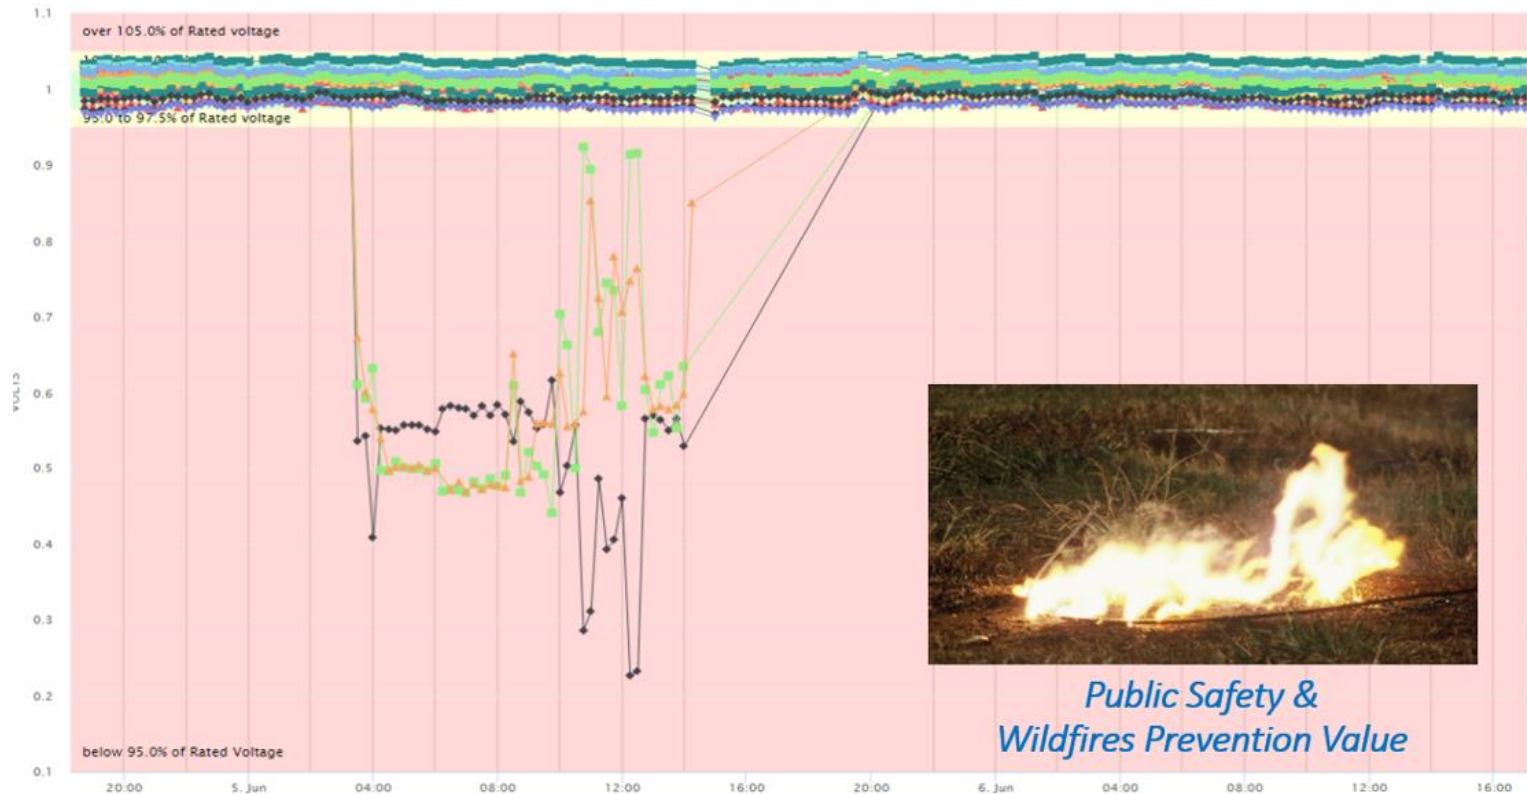 1.1
over 105.0% of Rated voltage
1
95.0 to 97.5% of Rated voltage
0.9
0.8
0.7
VOLTS
0.6
0.5
0.4
0.3
0.2
Public Safety &
Wildfires Prevention Value
below 95.0% of Rated Voltage
0.1
20:00 5. Jun 04:00 08:00 12:00 16:00 20:00 6. Jun 04:00 08:00 12:00 16:00